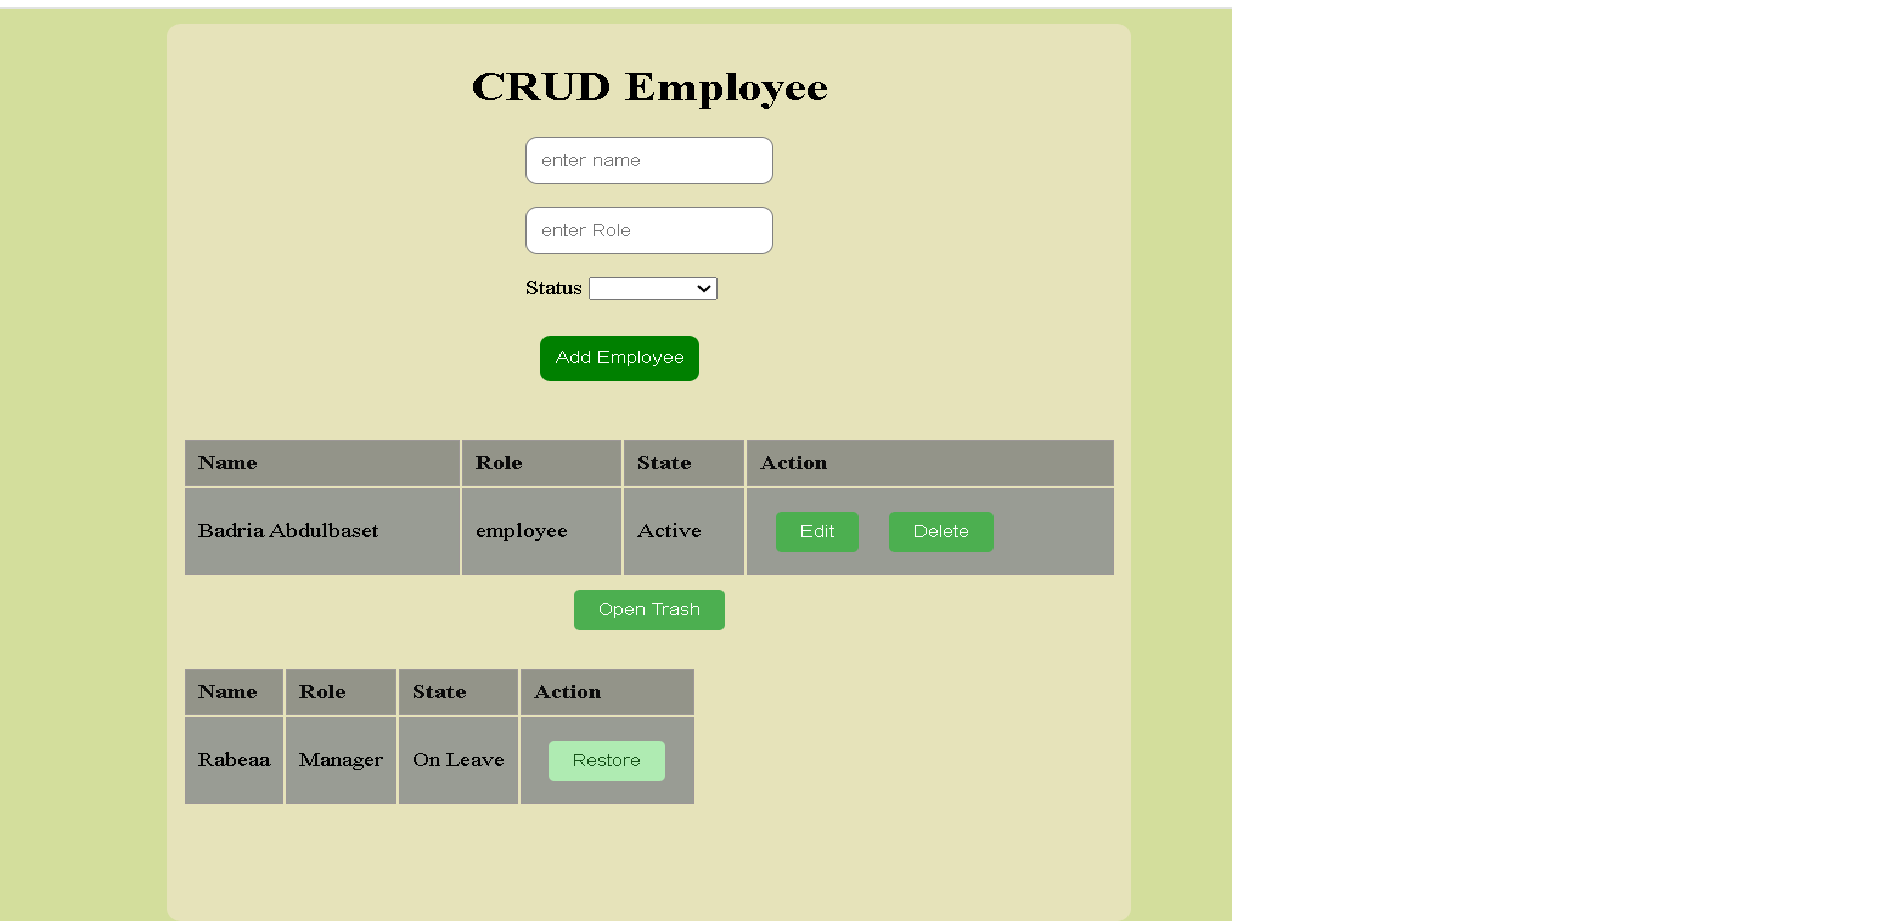 CRUD Employee
enter name
enter Role
Status
Add Employee
Name Role State Action
Badria Abdulbaset employee Active Edit Delete
Open Trash
Name Role State Action
Rabeaa Manager On Leave Restore